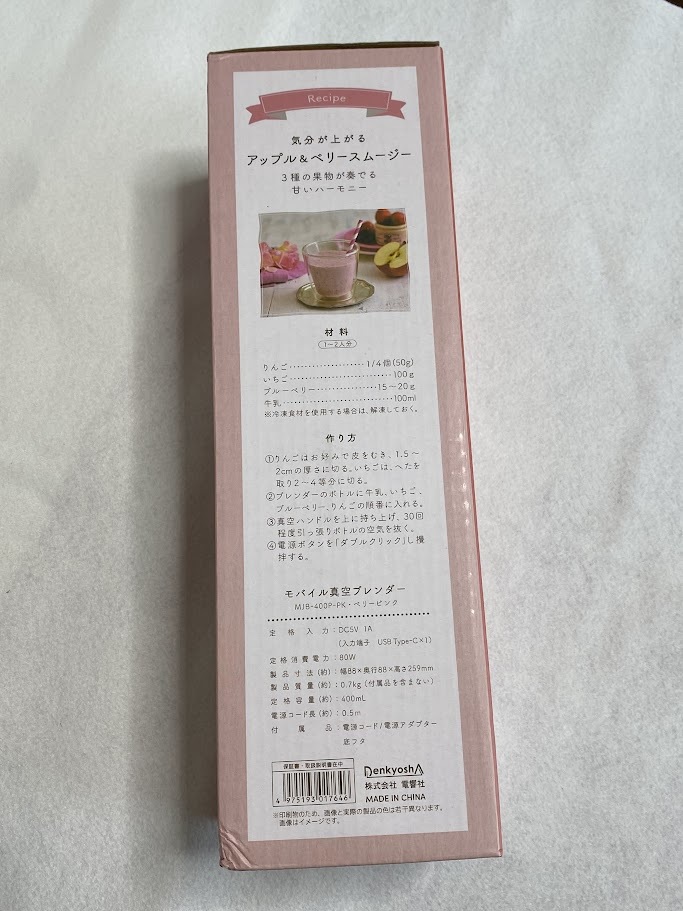 Recipe
気分が上がる
アップル&ベリースムージー
3種の果物が奏でる
甘いハーモニー
材料
1~2人分
りんご····················1/4個(50g)
いちご····························100g
ブルーベリー·················15~20g
牛乳······························100ml
※冷凍食材を使用する場合は、解凍しておく。
作り方
①りんごはお好みで皮をむき、1.5~
2cmの厚さに切る。いちごは、へたを
取り2~4等分に切る。
②ブレンダーのボトルに牛乳、いちご、
ブルーベリー、りんごの順番に入れる。
③真空ハンドルを上に持ち上げ、30回
程度引っ張りボトルの空気を抜く。
④電源ボタンを「ダブルクリック」し攪
拌する。
モバイル真空ブレンダー
MJB-400P-PK・ベリーピンク
定格入力:DC5V 1A
(入力端子 USB Type-C×1)
定格消費電力:80W
製品寸法(約):幅88×奥行88×高さ259mm
製品質量(約):0.7kg(付属品を含まない)
定格容量(約):400mL
電源コード長(約):0.5m
付属品:電源コード/電源アダプター
底フタ
保証書・取扱説明書在中
4 975193 017646
DenkyoshA
株式会社 電響社
MADE IN CHINA
※印刷物のため、画像と実際の製品の色は若干異なります。
画像はイメージです。